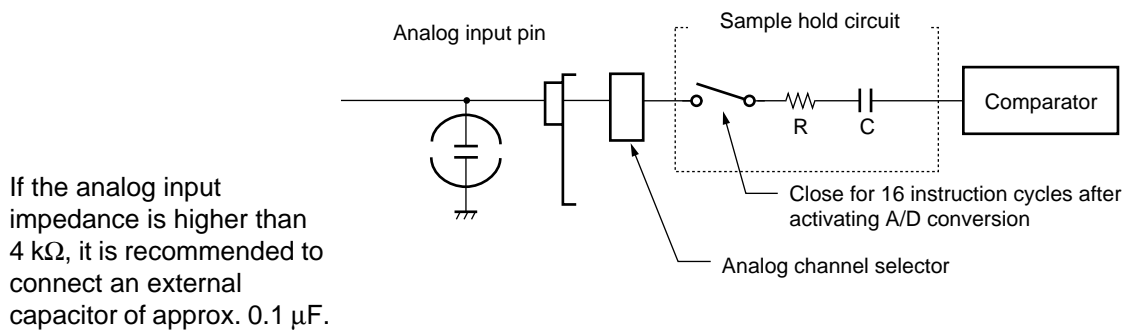 Sample hold circuit
Analog input pin
Comparator
R
C
Close for 16 instruction cycles after
activating A/D conversion
Analog channel selector
If the analog input
impedance is higher than
4 kΩ, it is recommended to
connect an external
capacitor of approx. 0.1 μF.